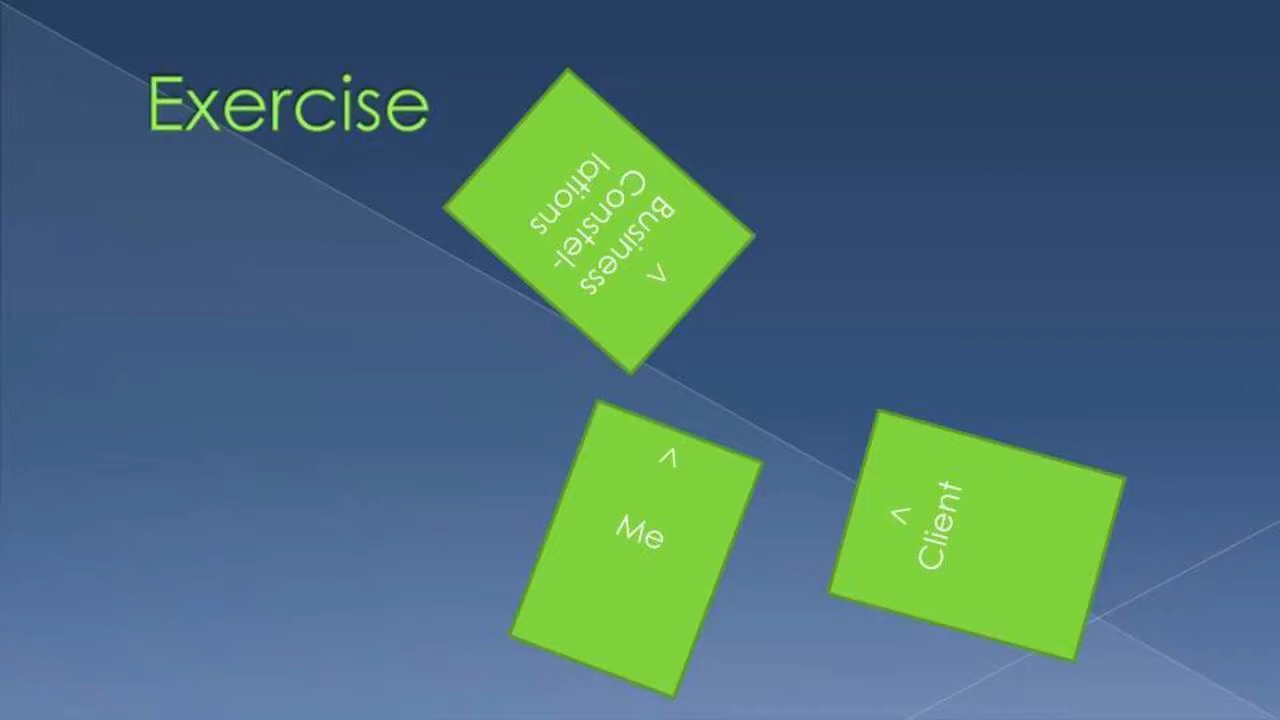 Exercise
^
Business
Constel-
lations
^
Me
^
Client